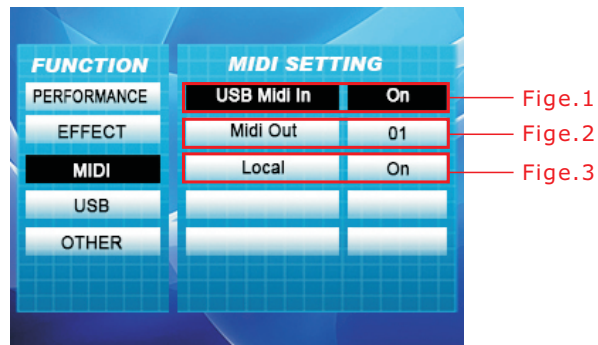 FUNCTION
PERFORMANCE
EFFECT
MIDI
USB
OTHER
MIDI SETTING
USB Midi In On
Midi Out 01
Local On
Fige.1
Fige.2
Fige.3